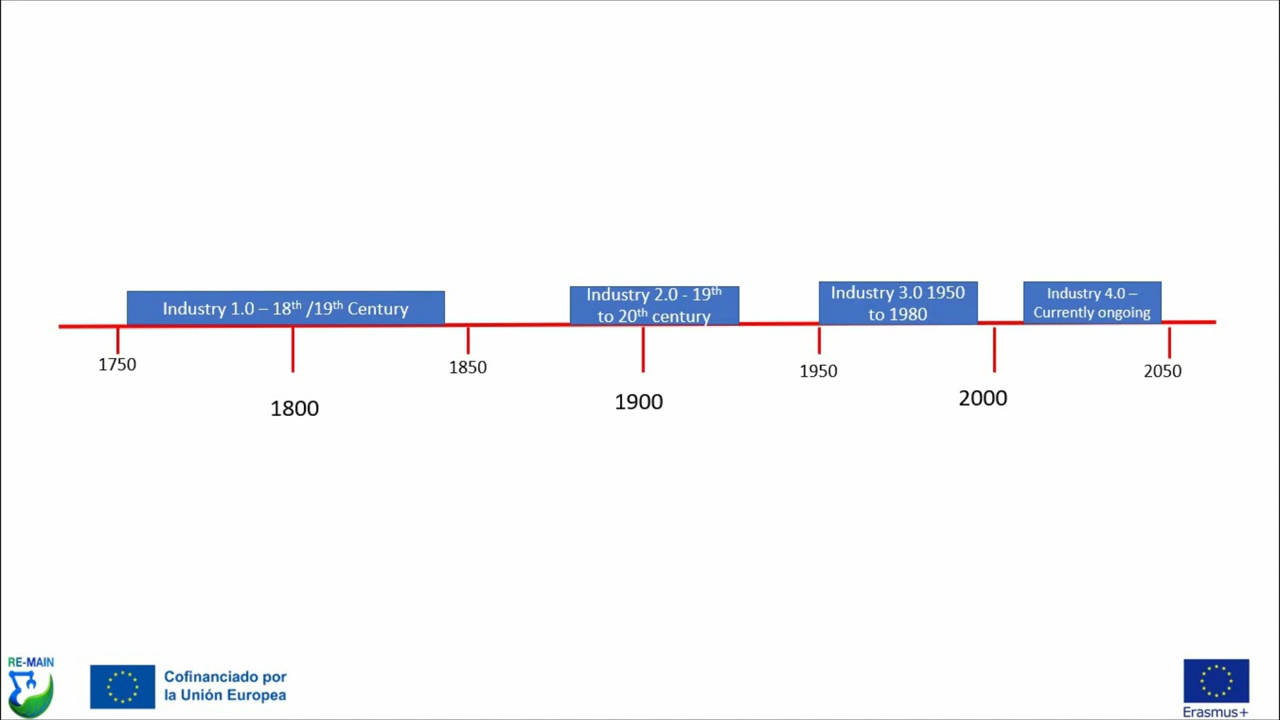 Industry 1.0 – 18th /19th Century
Industry 2.0 - 19th
to 20th century
Industry 3.0 1950
to 1980
Industry 4.0 –
Currently ongoing
1750
1800
1850
1900
1950
2000
2050
RE-MAIN
Cofinanciado por
la Unión Europea
Erasmus+